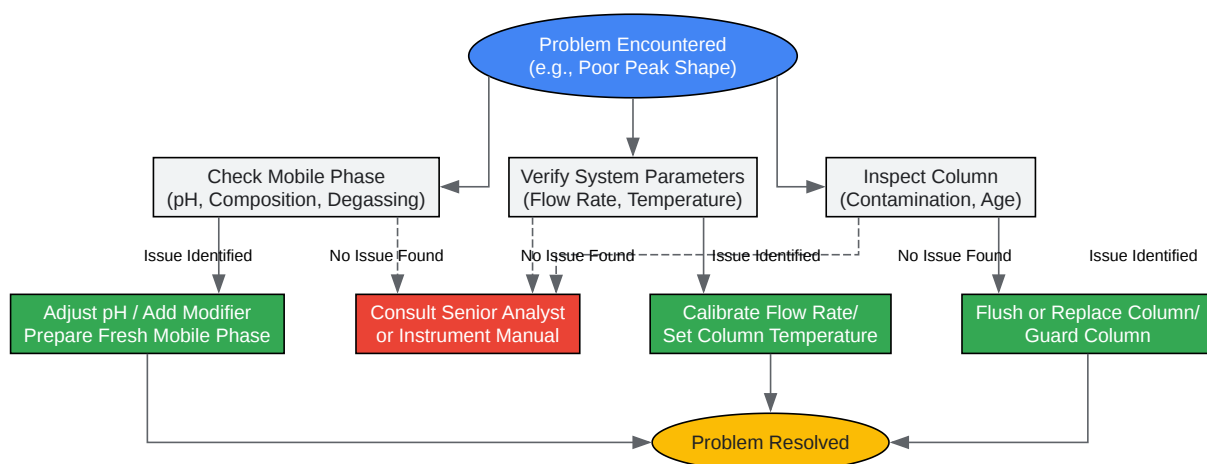 Problem Encountered
(e.g., Poor Peak Shape)
Check Mobile Phase
(pH, Composition, Degassing)
Verify System Parameters
(Flow Rate, Temperature)
Inspect Column
(Contamination, Age)
Issue Identified
No Issue Found
No Issue Found
Issue Identified
No Issue Found
Issue Identified
Adjust pH / Add Modifier
Prepare Fresh Mobile Phase
Consult Senior Analyst
or Instrument Manual
Calibrate Flow Rate/
Set Column Temperature
Flush or Replace Column/
Guard Column
Problem Resolved